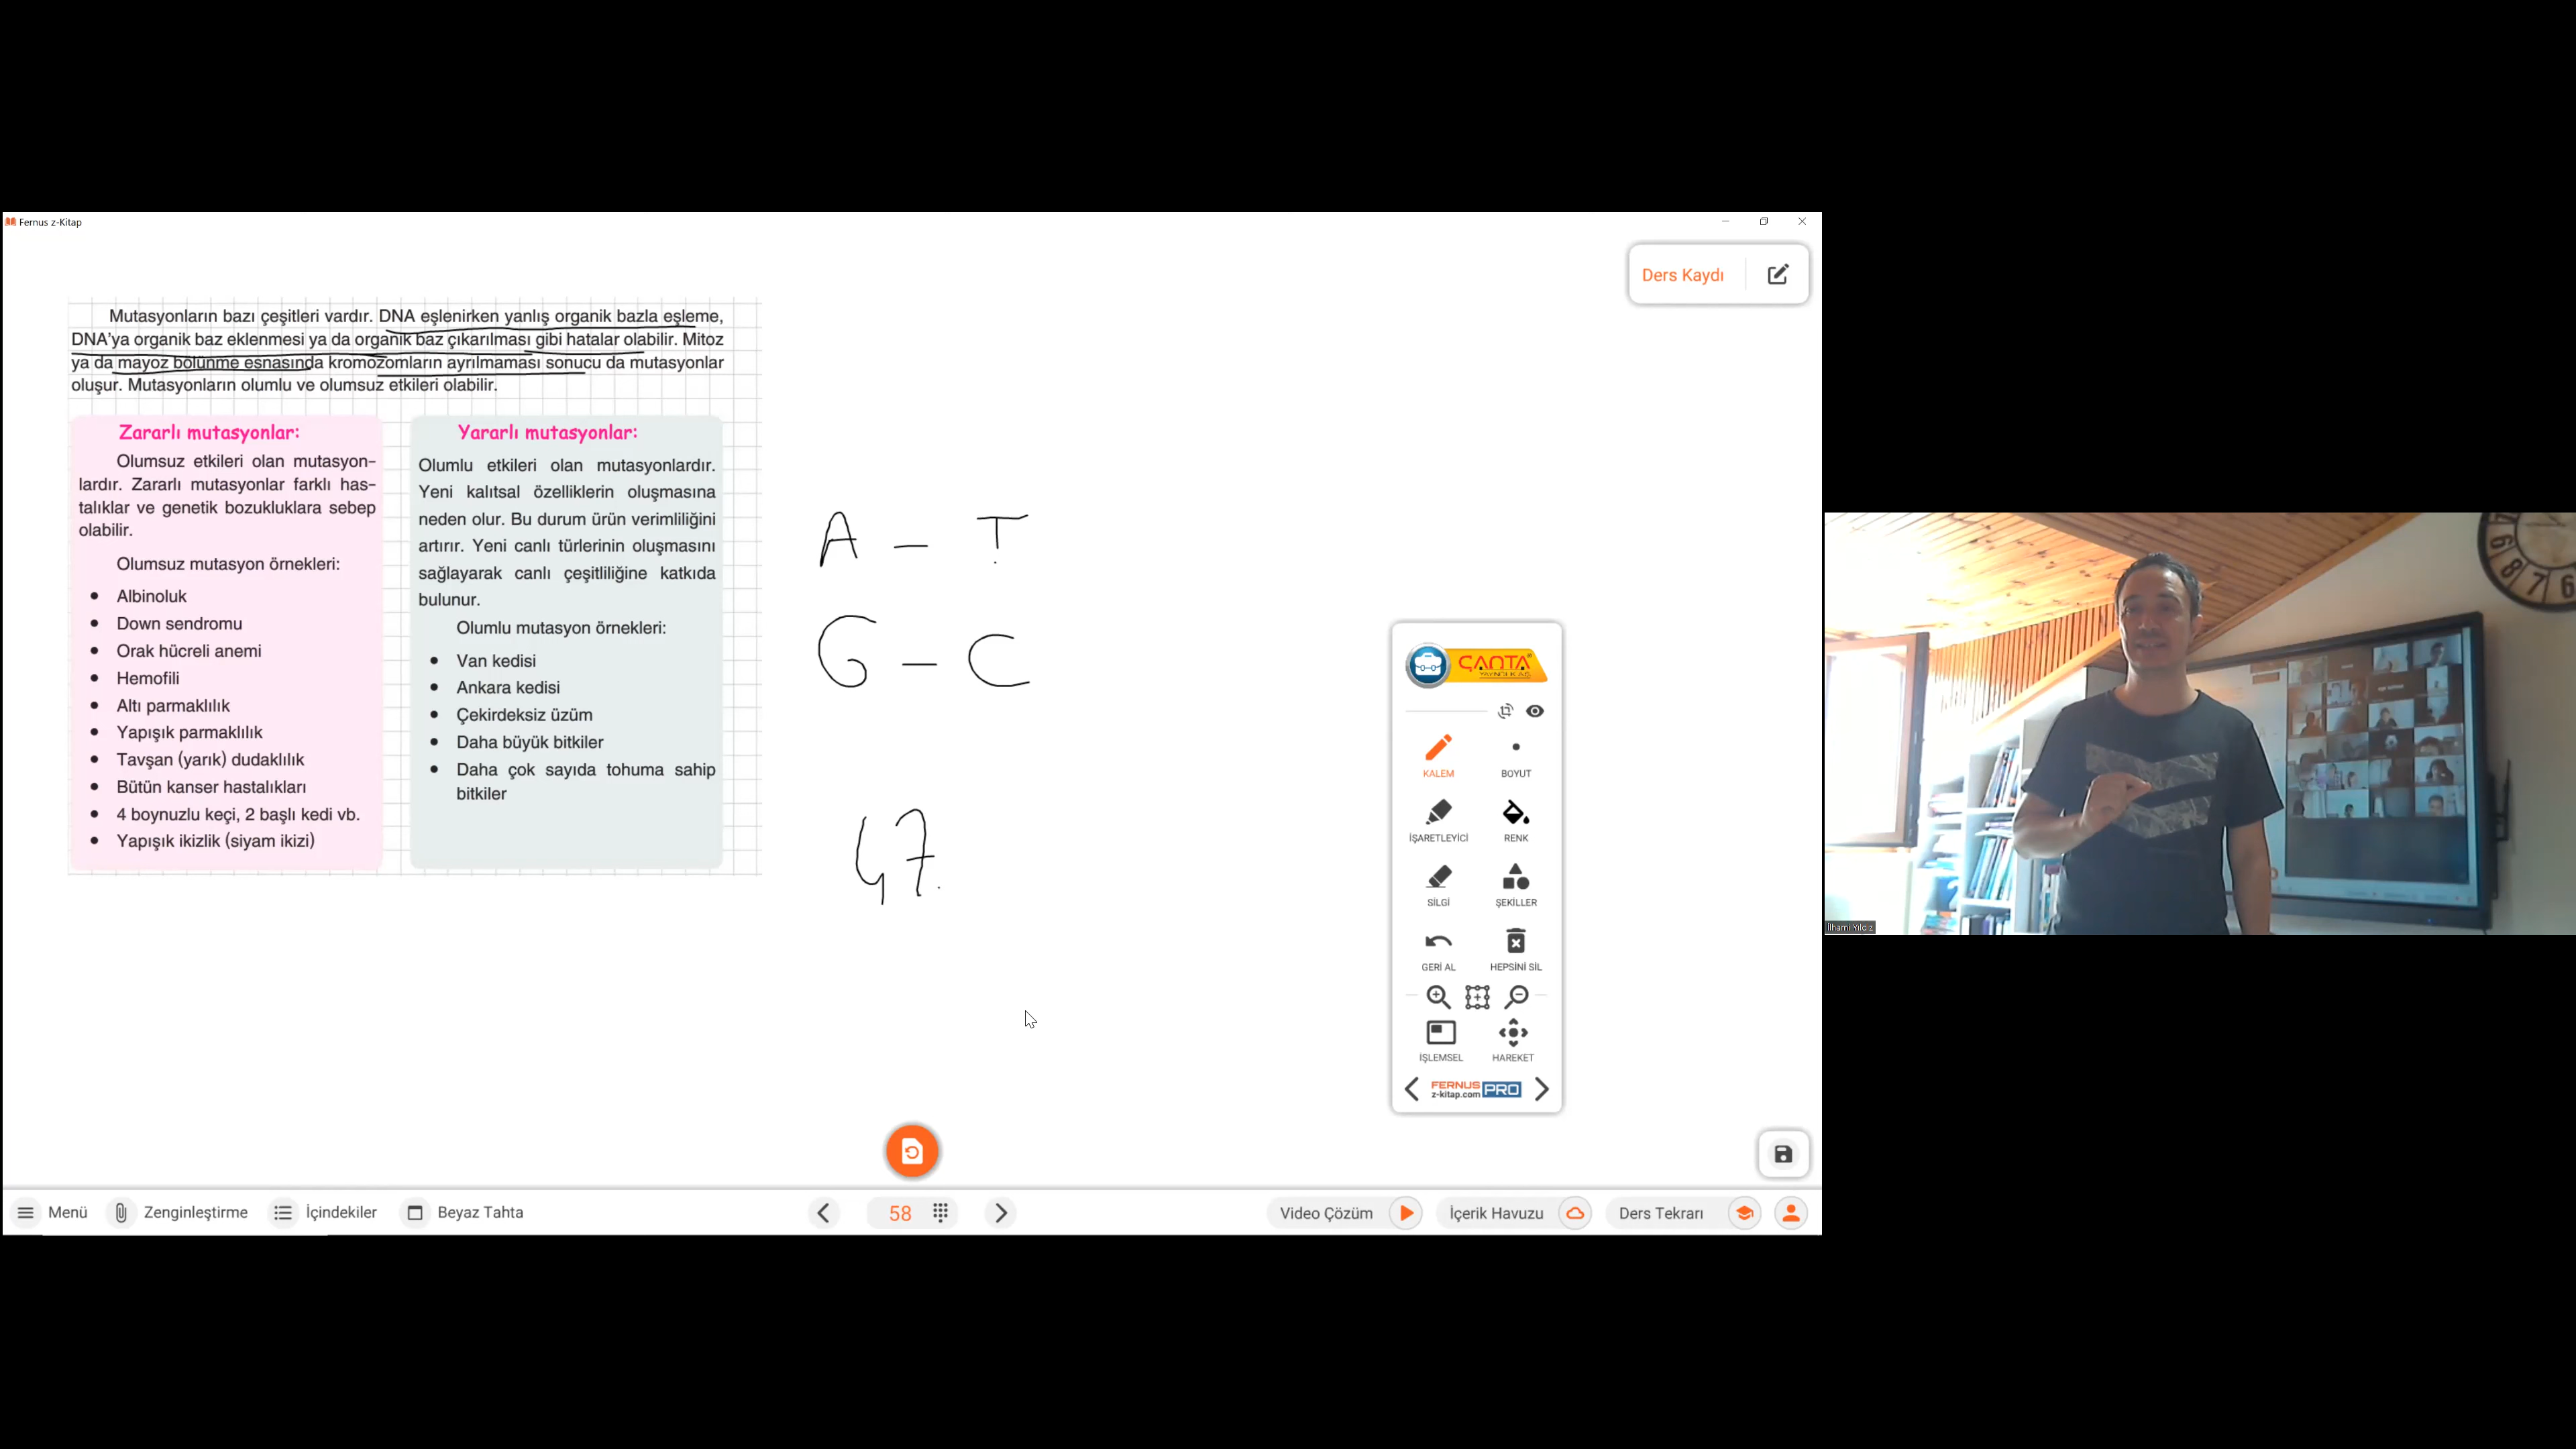 Fernus z-Kitap
Ders Kaydı
Mutasyonların bazı çeşitleri vardır. DNA eşlenirken yanlış organik bazla eşleme,
DNA'ya organik baz eklenmesi ya da organik baz çıkarılması gibi hatalar olabilir. Mitoz
ya da mayoz bölünme esnasında kromozomların ayrılmaması sonucu da mutasyonlar
oluşur. Mutasyonların olumlu ve olumsuz etkileri olabilir.
Zararlı mutasyonlar:
Olumsuz etkileri olan mutasyon-
lardır. Zararlı mutasyonlar farklı has-
talıklar ve genetik bozukluklara sebep
olabilir.
Olumsuz mutasyon örnekleri:
• Albinoluk
• Down sendromu
• Orak hücreli anemi
• Hemofili
• Altı parmaklılık
• Yapışık parmaklılık
• Tavşan (yarık) dudaklılık
• Bütün kanser hastalıkları
• 4 boynuzlu keçi, 2 başlı kedi vb.
• Yapışık ikizlik (siyam ikizi)
Yararlı mutasyonlar:
Olumlu etkileri olan mutasyonlardır.
Yeni kalıtsal özelliklerin oluşmasına
neden olur. Bu durum ürün verimliliğini
artırır. Yeni canlı türlerinin oluşmasını
sağlayarak canlı çeşitliliğine katkıda
bulunur.
Olumlu mutasyon örnekleri:
• Van kedisi
• Ankara kedisi
• Çekirdeksiz üzüm
• Daha büyük bitkiler
• Daha çok sayıda tohuma sahip
bitkiler
A – T
G – C
47
ÇANTA
YAYINCILIK A.Ş.
KALEM BOYUT
İŞARETLEYİCİ RENK
SİLGİ ŞEKİLLER
GERİ AL HEPSİNİ SİL
İŞLEMSEL HAREKET
FERNUS PRO
z-kitap.com
İlhami Yıldız
Menü Zenginleştirme İçindekiler Beyaz Tahta 58 Video Çözüm İçerik Havuzu Ders Tekrarı